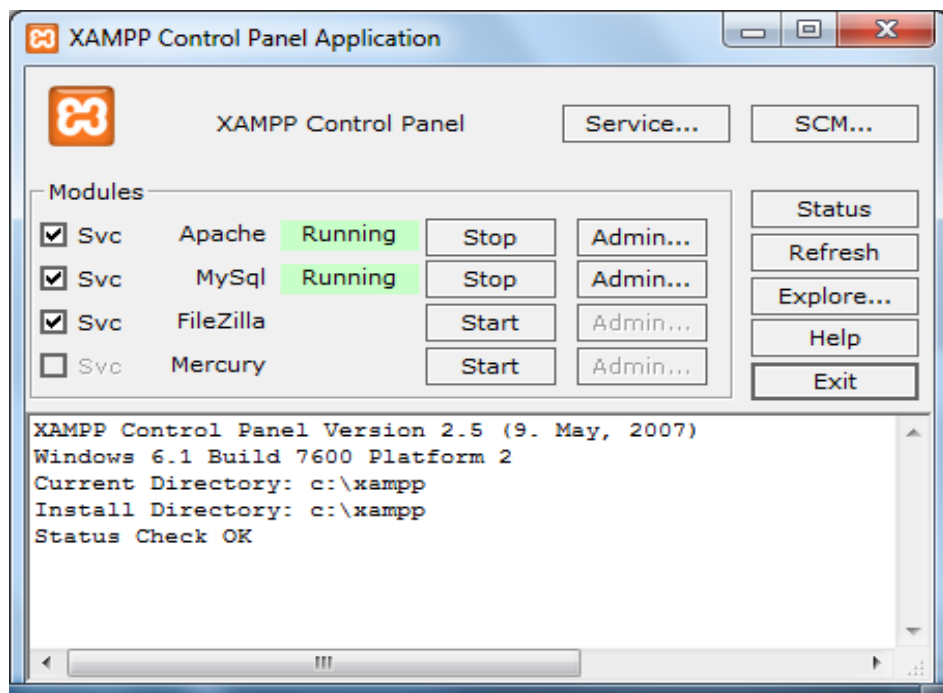 XAMPP Control Panel Application
XAMPP Control Panel Service... SCM...
Modules
Svc Apache Running Stop Admin...
Svc MySql Running Stop Admin...
Svc FileZilla Start Admin...
Svc Mercury Start Admin...
Status
Refresh
Explore...
Help
Exit
XAMPP Control Panel Version 2.5 (9. May, 2007)
Windows 6.1 Build 7600 Platform 2
Current Directory: c:\xampp
Install Directory: c:\xampp
Status Check OK